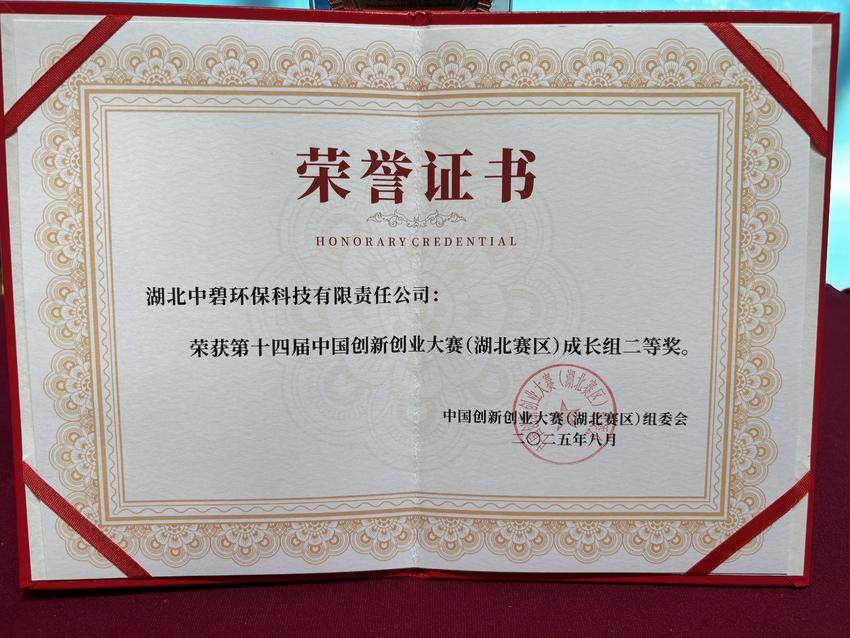 荣誉证书
HONORARY CREDENTIAL
湖北中碧环保科技有限责任公司：
荣获第十四届中国创新创业大赛（湖北赛区）成长组二等奖。
中国创新创业大赛（湖北赛区）组委会
二〇二五年八月